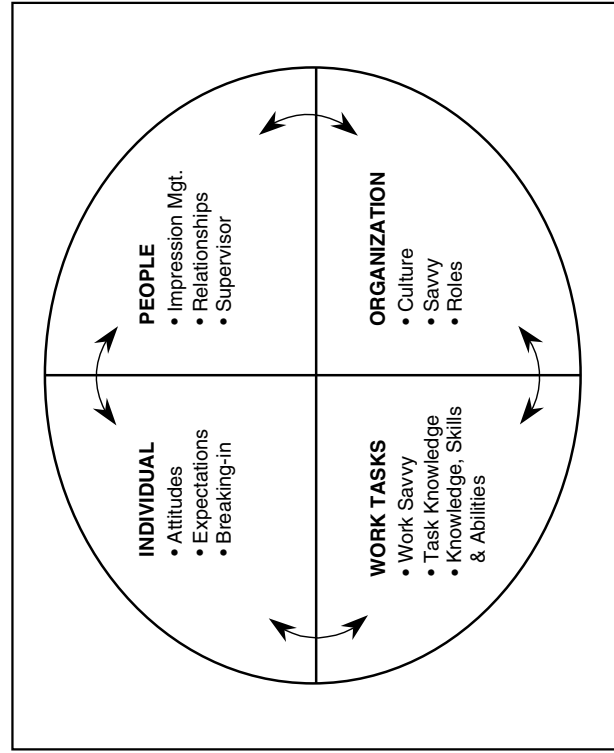 INDIVIDUAL
• Attitudes
• Expectations
• Breaking-in
PEOPLE
• Impression Mgt.
• Relationships
• Supervisor
WORK TASKS
• Work Savvy
• Task Knowledge
• Knowledge, Skills
& Abilities
ORGANIZATION
• Culture
• Savvy
• Roles